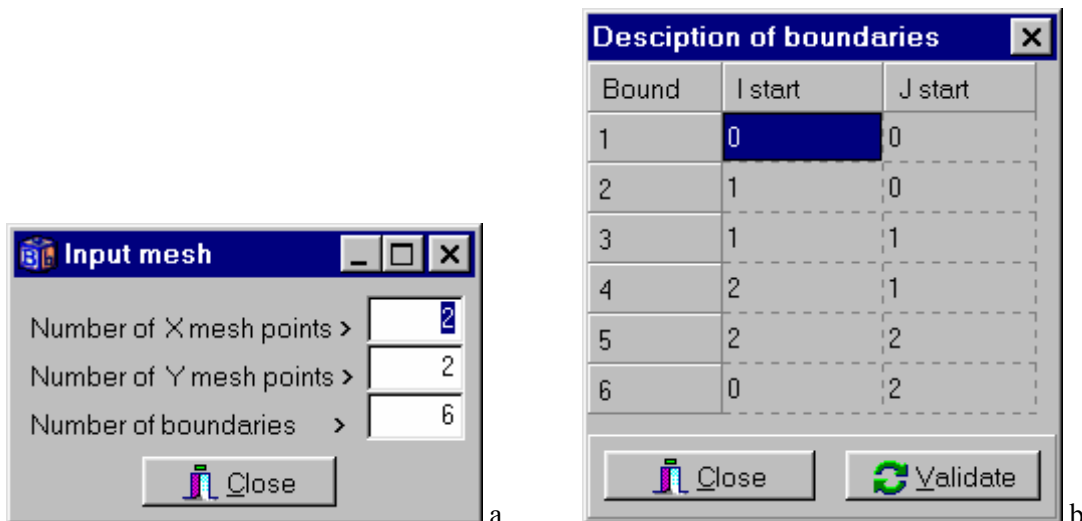 Input mesh
Number of X mesh points > 2
Number of Y mesh points > 2
Number of boundaries > 6
Close
a
Desciption of boundaries
Bound I start J start
1 0 0
2 1 0
3 1 1
4 2 1
5 2 2
6 0 2
Close Validate
b